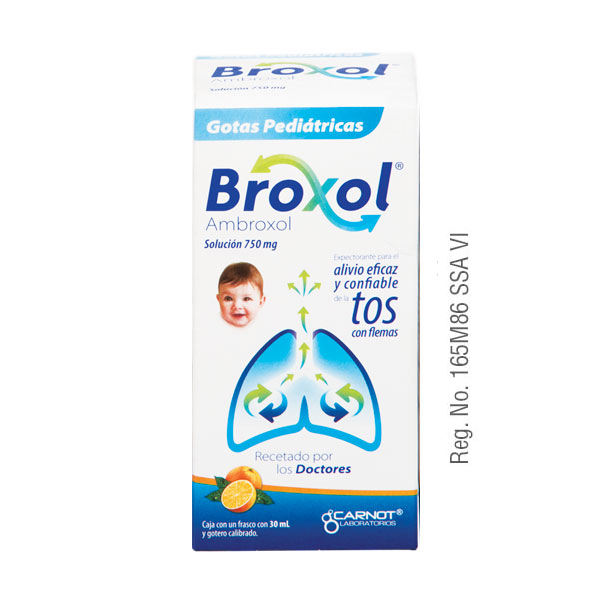 Broxol
Ambroxol
Solución 750 mg
Gotas Pediátricas
Broxol®
Ambroxol
Solución 750 mg
Expectorante para el
alivio eficaz
y confiable
de la tos
con flemas
Recetado por
los Doctores
Caja con un frasco con 30 mL
y gotero calibrado.
CARNOT®
LABORATORIOS
Reg. No. 165M86 SSA VI